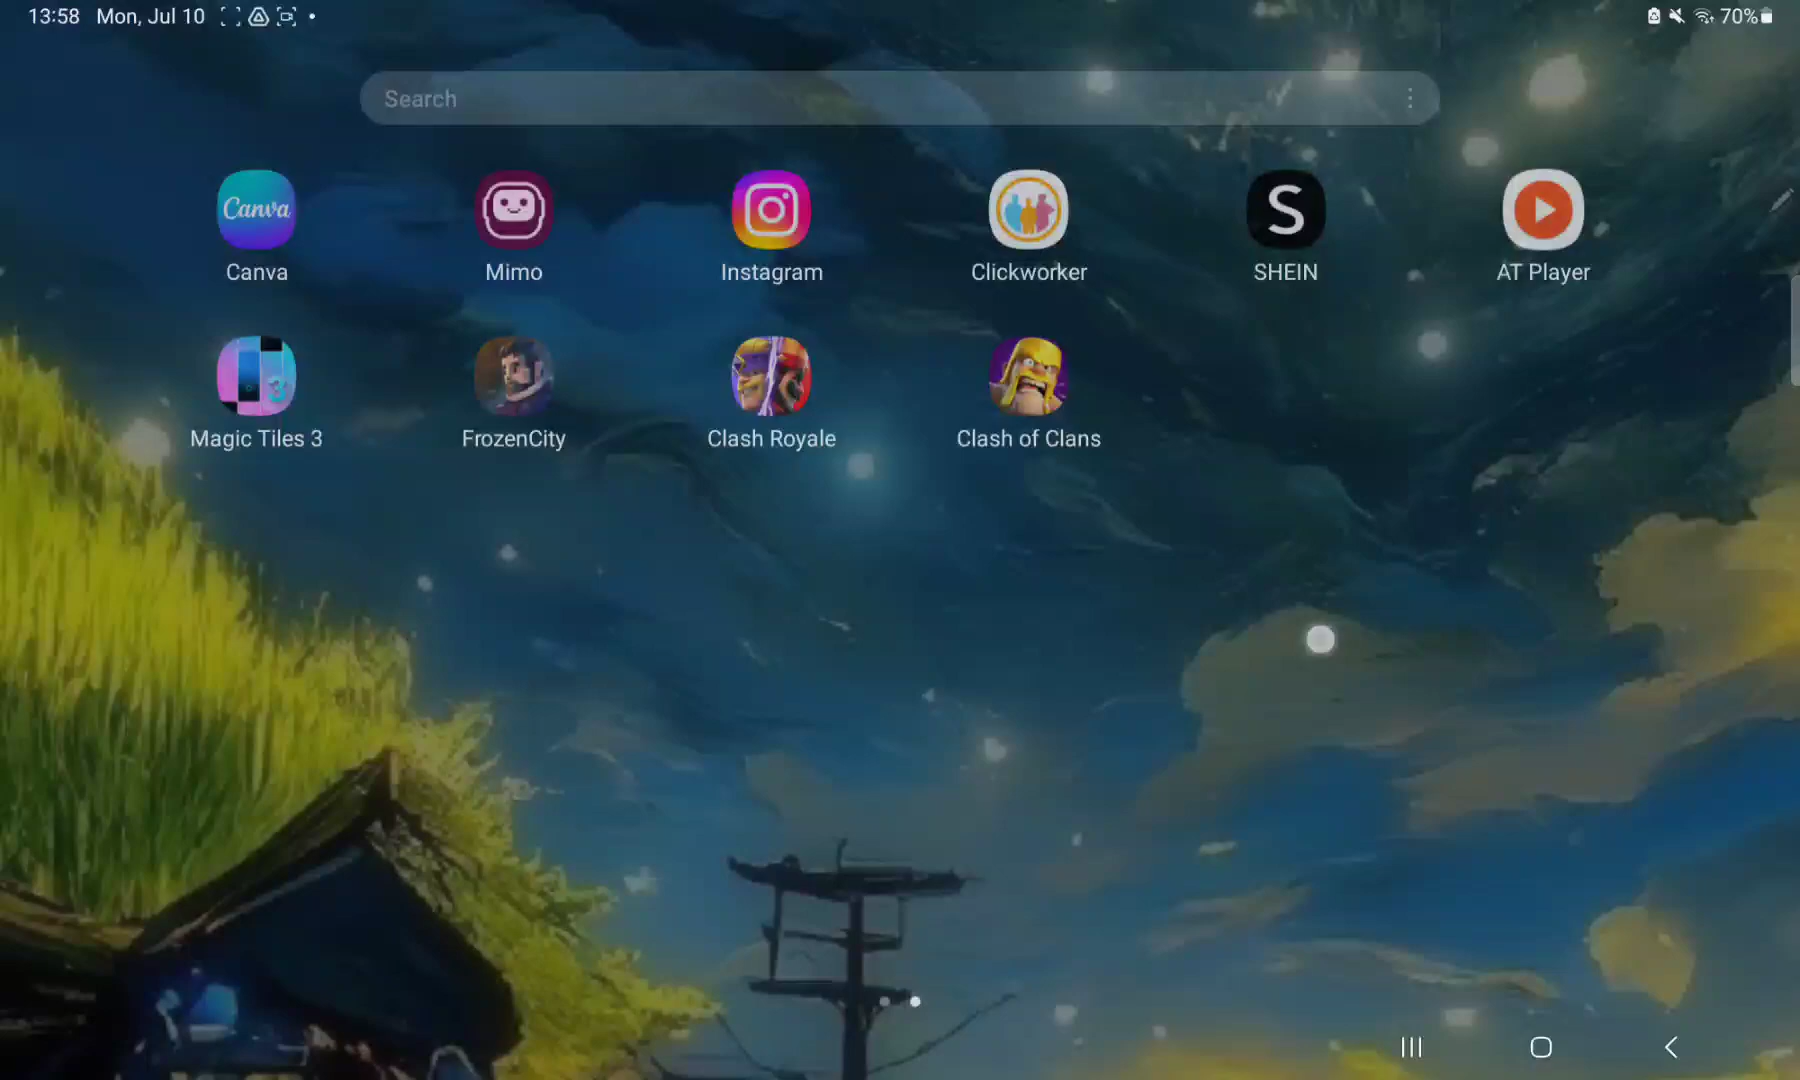 13:58 Mon, Jul 10
70%
Search
Canva
Canva
Mimo
Instagram
Clickworker
S
SHEIN
AT Player
3
Magic Tiles 3
FrozenCity
Clash Royale
Clash of Clans